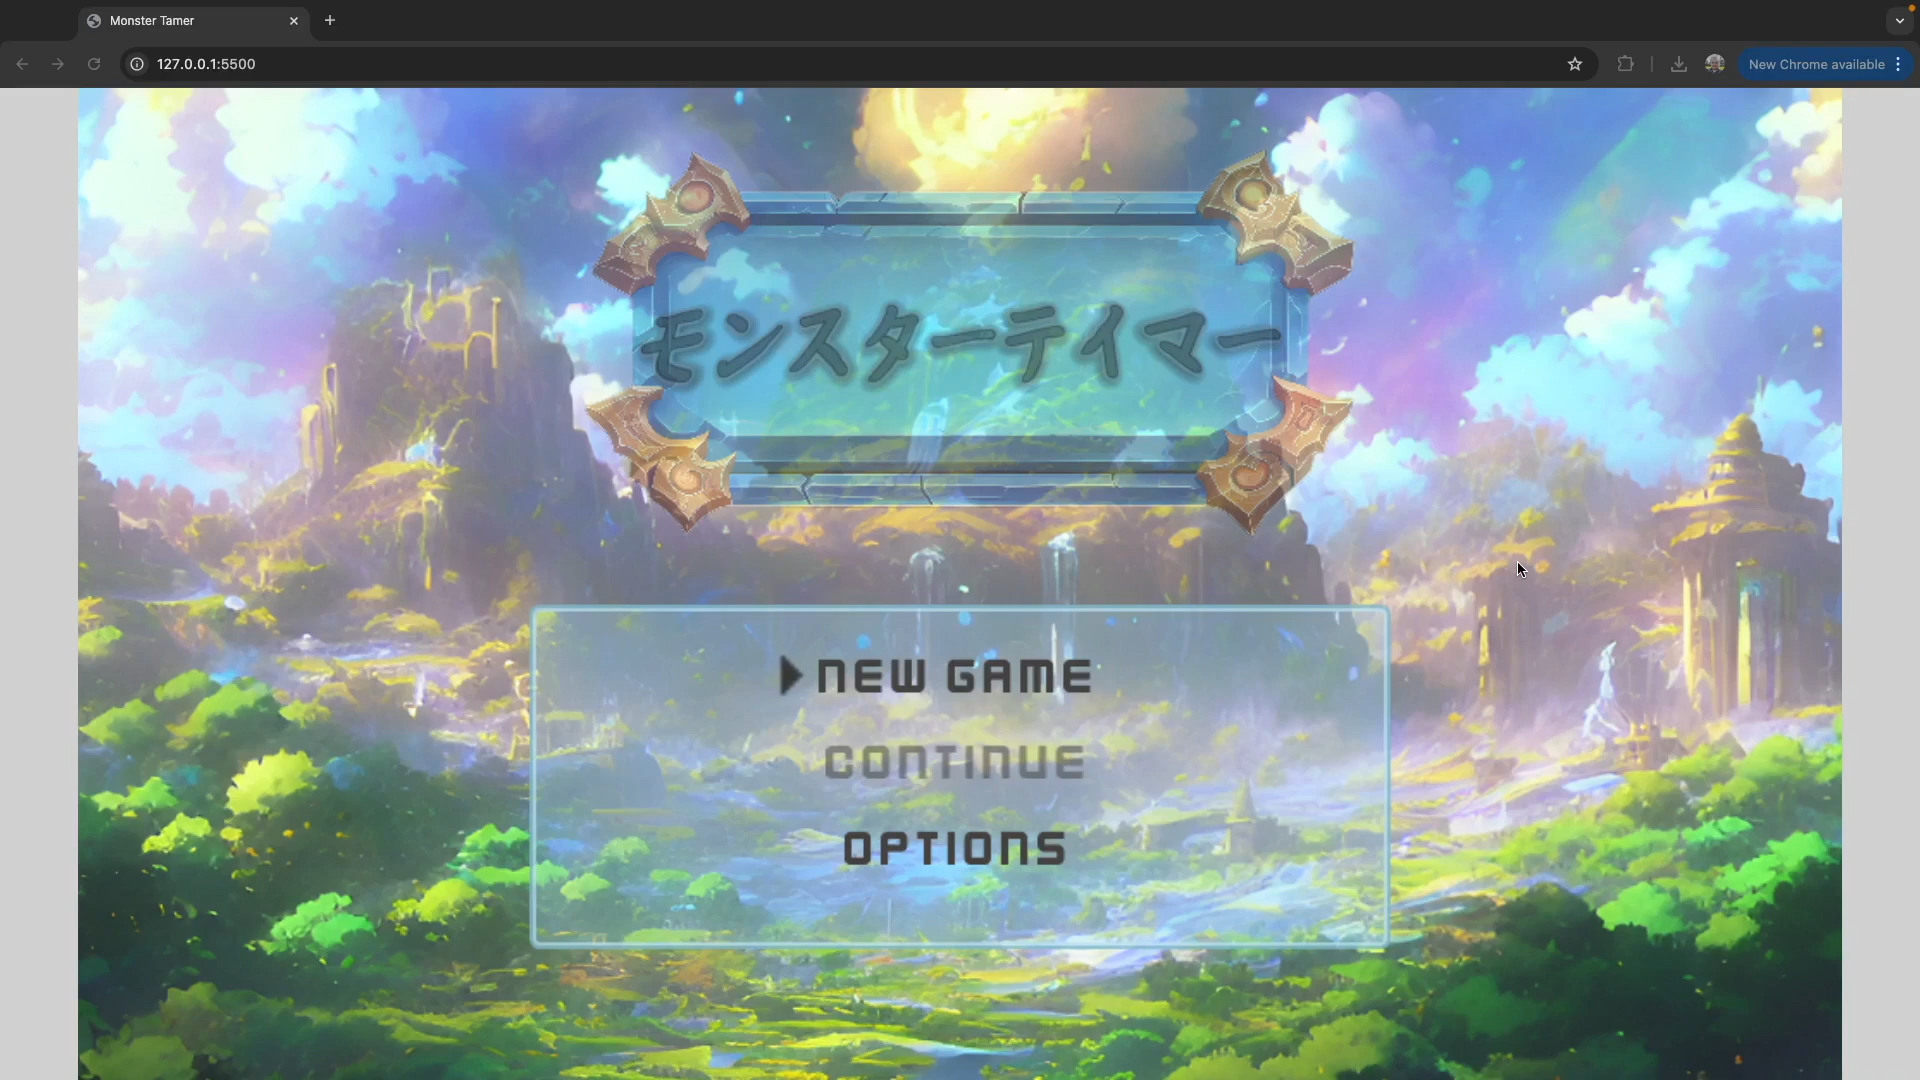 Monster Tamer
127.0.0.1:5500
New Chrome available
モンスターテイマー
NEW GAME
CONTINUE
OPTIONS